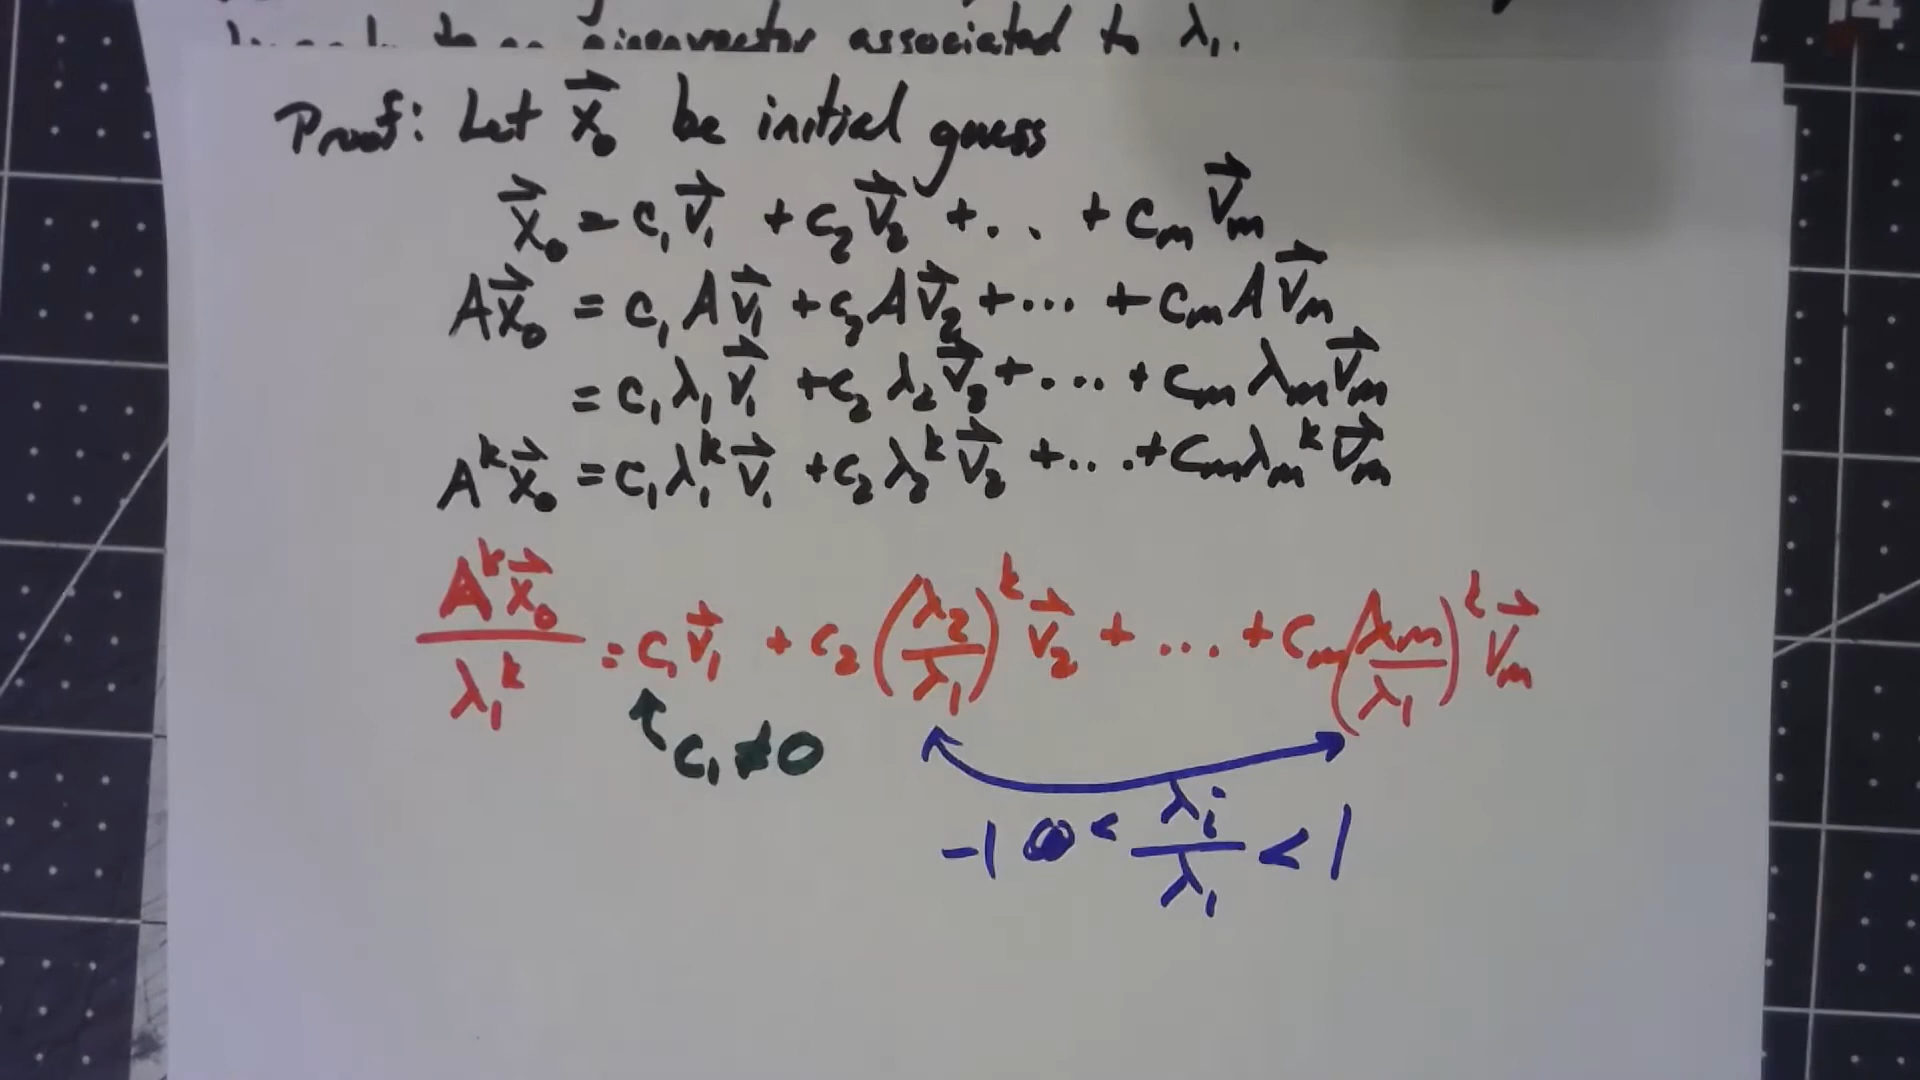 eigenvector associated to λ₁.
Proof: Let x⃗₀ be initial guess
x⃗₀ = c₁v⃗₁ + c₂v⃗₂ + .. + cₘv⃗ₘ
Ax⃗₀ = c₁Av⃗₁ + c₂Av⃗₂ + ... + cₘAv⃗ₘ
= c₁λ₁v⃗₁ + c₂λ₂v⃗₂ + ... + cₘλₘv⃗ₘ
Aᵏx⃗₀ = c₁λ₁ᵏv⃗₁ + c₂λ₂ᵏv⃗₂ + ... + cₘλₘᵏv⃗ₘ
Aᵏx⃗₀/λ₁ᵏ = c₁v⃗₁ + c₂(λ₂/λ₁)ᵏv⃗₂ + ... + cₘ(λₘ/λ₁)ᵏv⃗ₘ
c₁≠0
-1 < λᵢ/λ₁ < 1
14